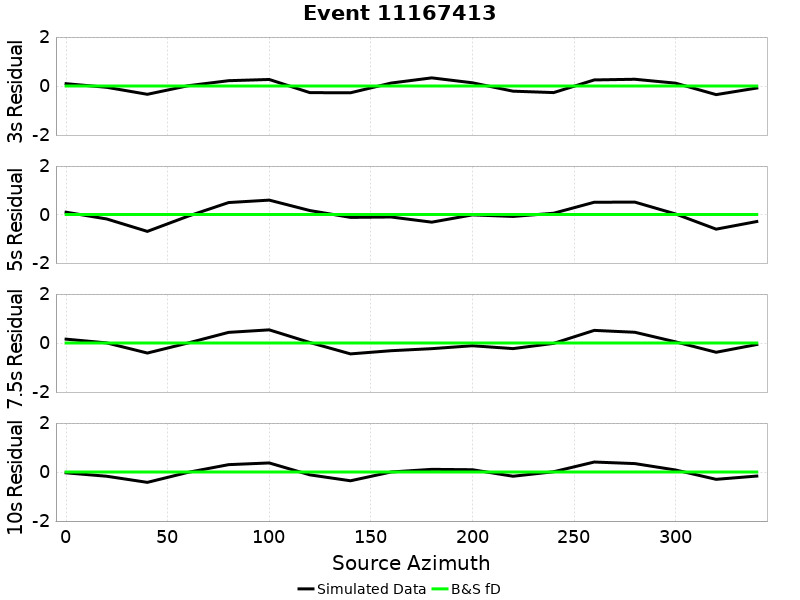 Event 11167413
3s Residual
2
0
-2
5s Residual
2
0
-2
7.5s Residual
2
0
-2
10s Residual
2
0
-2
0 50 100 150 200 250 300
Source Azimuth
Simulated Data B&S fD